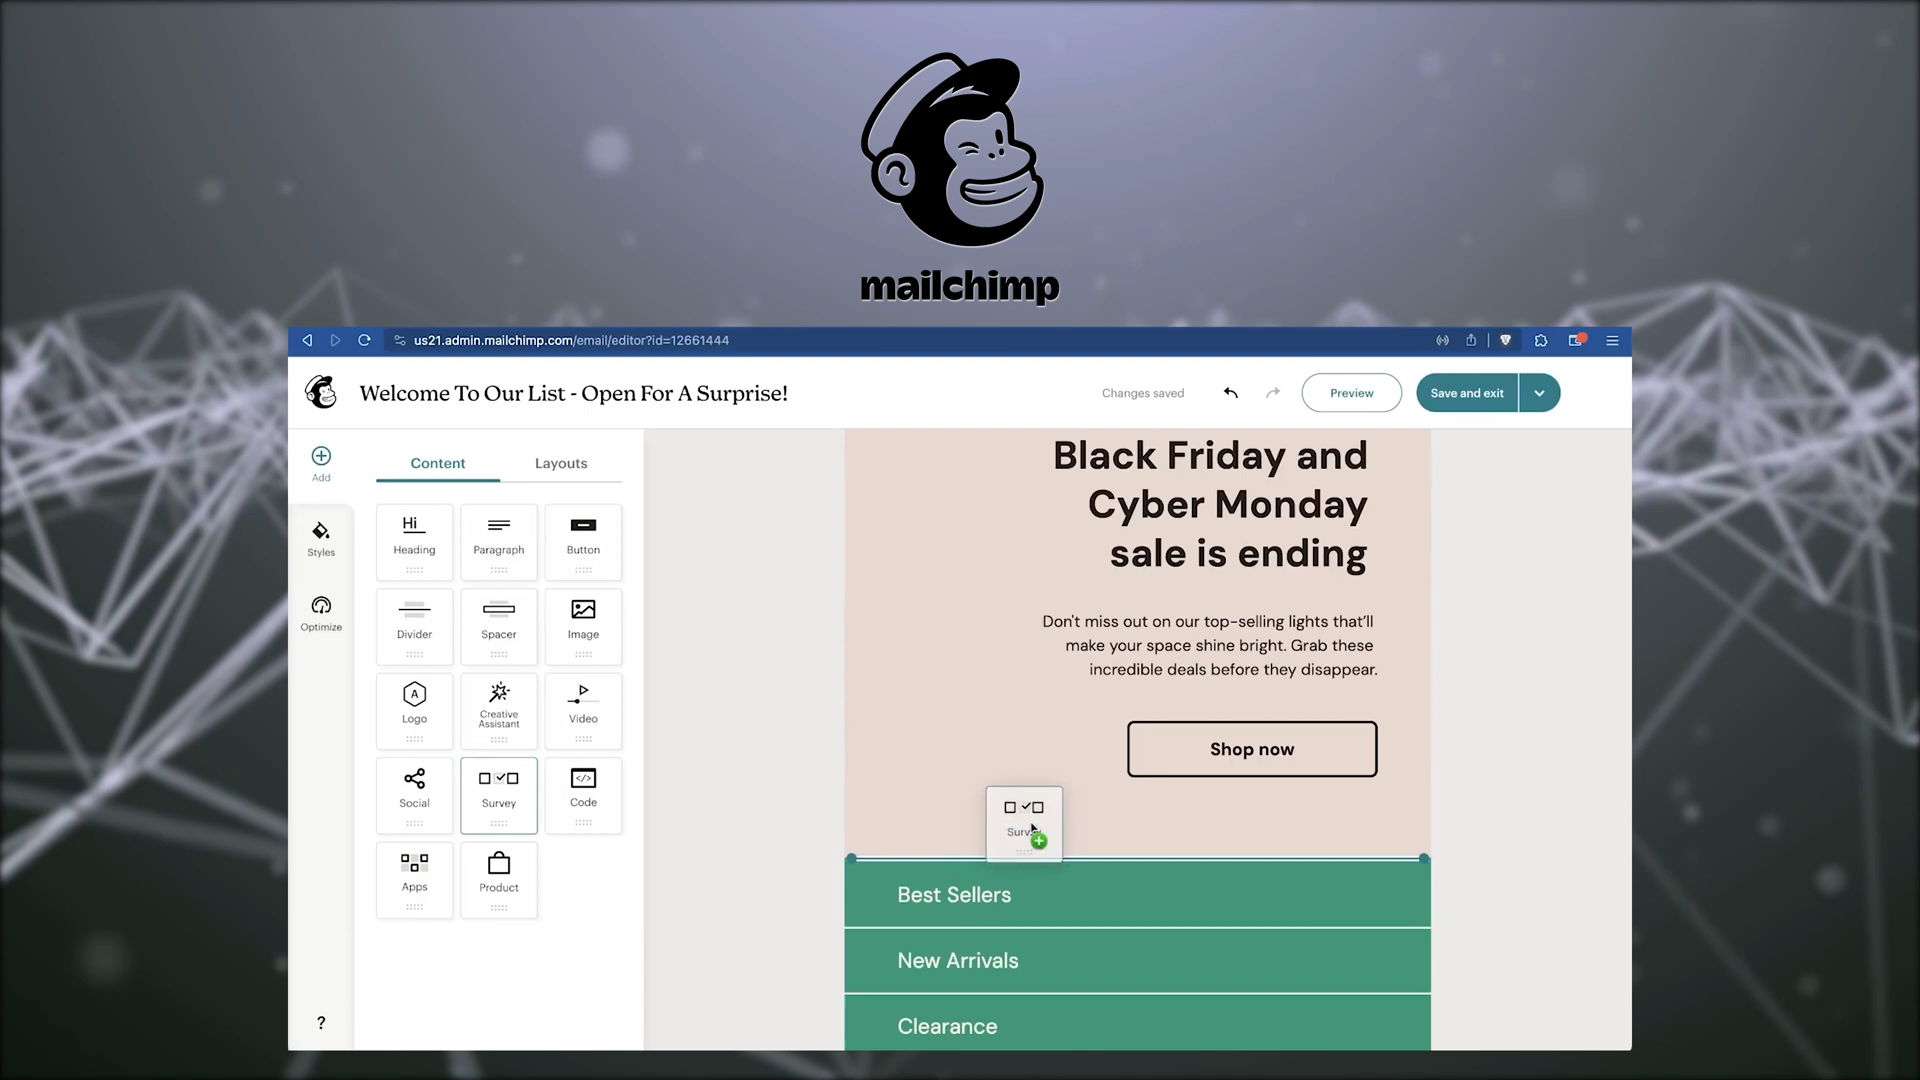 mailchimp
us21.admin.mailchimp.com/email/editor?id=12661444
Welcome To Our List - Open For A Surprise!
Changes saved
Preview
Save and exit
Add
Styles
Optimize
?
Content
Layouts
Hi
Heading
Paragraph
Button
Divider
Spacer
Image
A
Logo
Creative
Assistant
Video
Social
Survey
</>
Code
Apps
Product
Black Friday and
Cyber Monday
sale is ending
Don't miss out on our top-selling lights that'll
make your space shine bright. Grab these
incredible deals before they disappear.
Shop now
Survey
Best Sellers
New Arrivals
Clearance